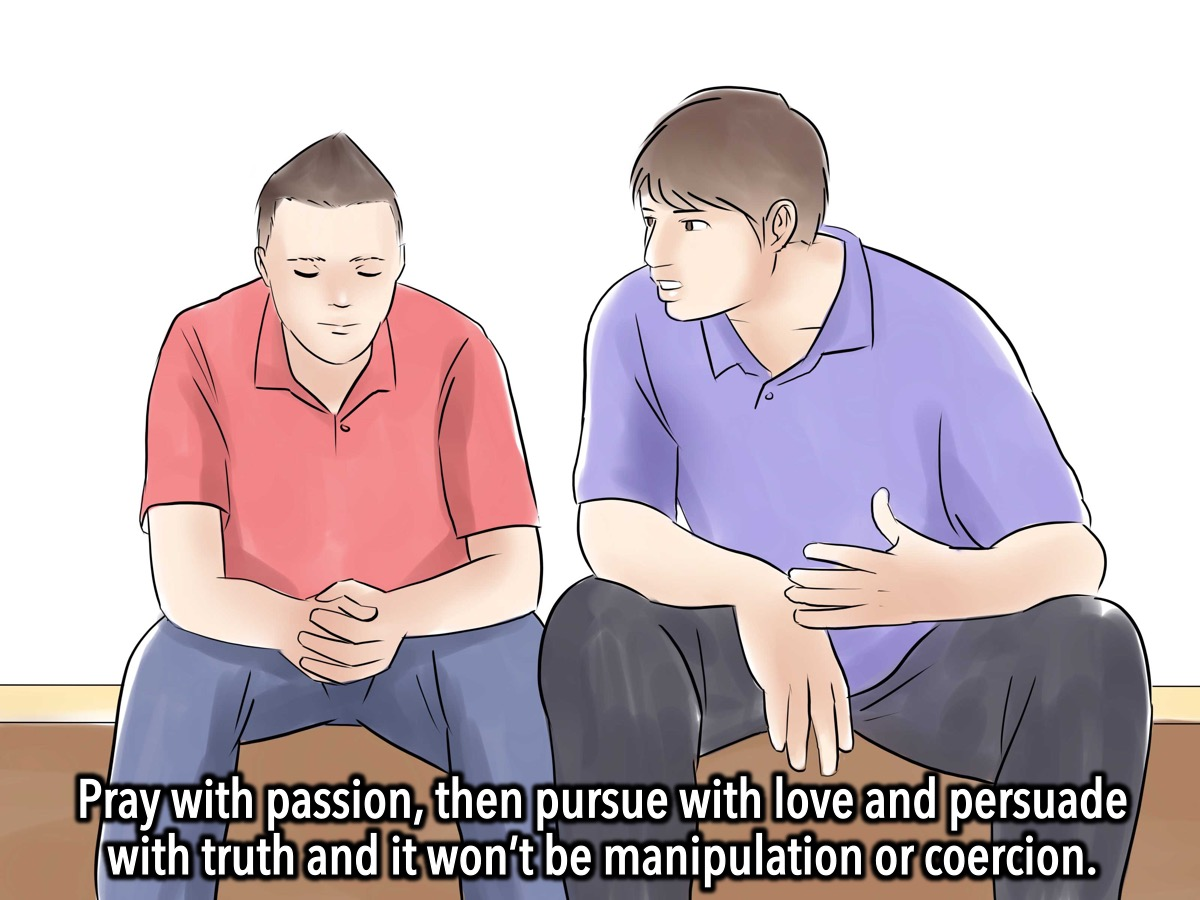 Pray with passion, then pursue with love and persuade
with truth and it won’t be manipulation or coercion.